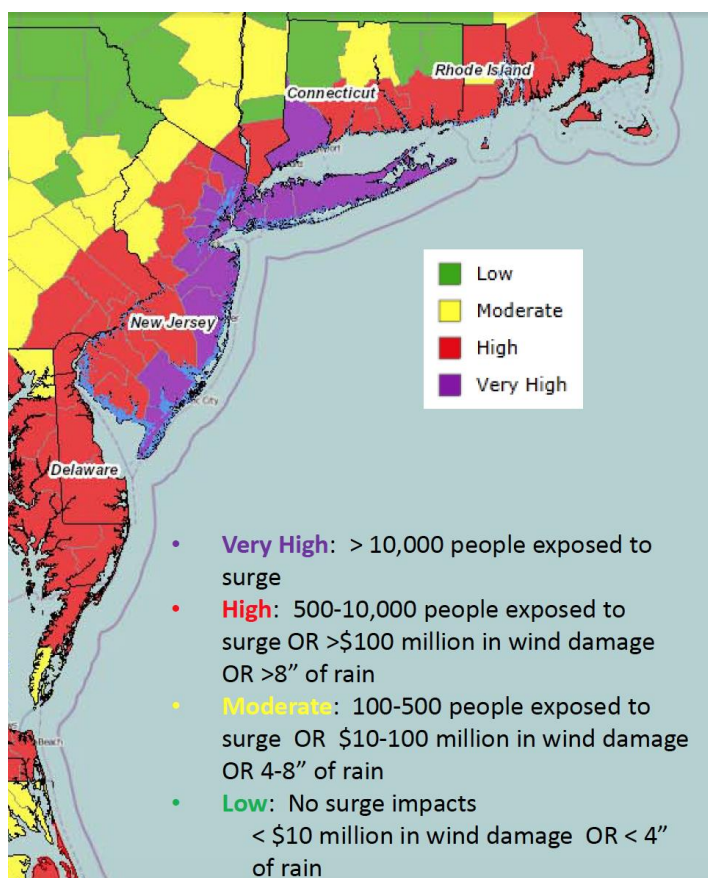 Rhode Island
Connecticut
Low
Moderate
New Jersey
High
Very High
City
Delaware
• Very High: > 10,000 people exposed to
surge
• High: 500-10,000 people exposed to
surge OR >$100 million in wind damage
OR >8” of rain
• Moderate: 100-500 people exposed to
surge OR $10-100 million in wind damage
OR 4-8” of rain
Beach
• Low: No surge impacts
< $10 million in wind damage OR < 4”
of rain